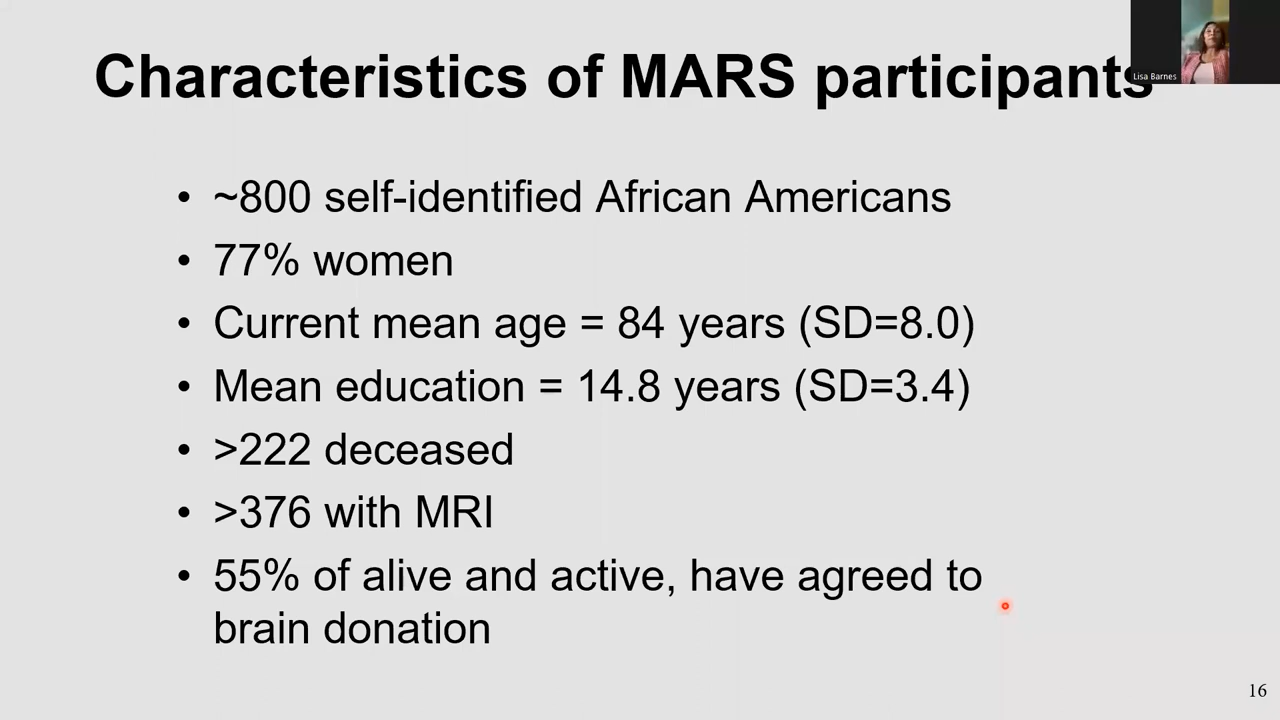 Characteristics of MARS participants
Lisa Barnes
• ~800 self-identified African Americans
• 77% women
• Current mean age = 84 years (SD=8.0)
• Mean education = 14.8 years (SD=3.4)
• >222 deceased
• >376 with MRI
• 55% of alive and active, have agreed to
brain donation
16